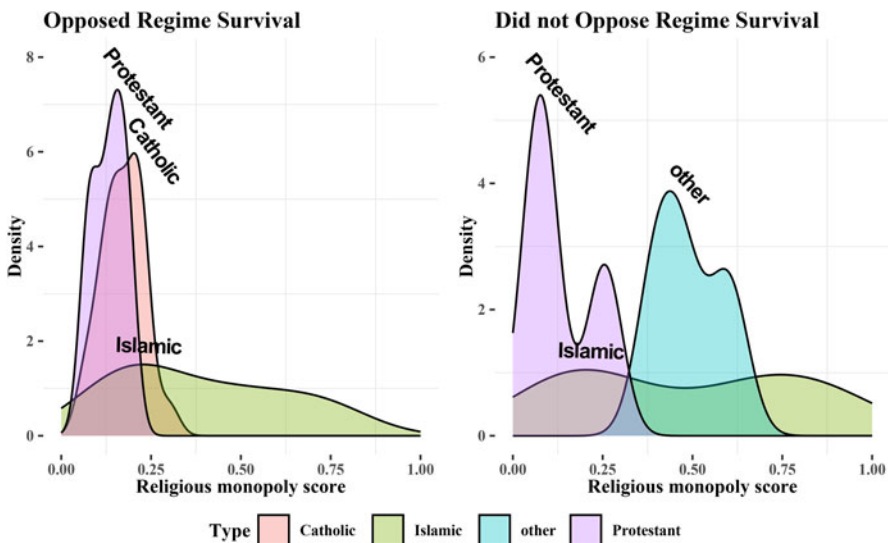 Opposed Regime Survival
8
6
4
2
0
Density
Protestant
Catholic
Islamic
0.00 0.25 0.50 0.75 1.00
Religious monopoly score
Did not Oppose Regime Survival
6
4
2
0
Density
Protestant
other
Islamic
0.00 0.25 0.50 0.75 1.00
Religious monopoly score
Type Catholic Islamic other Protestant